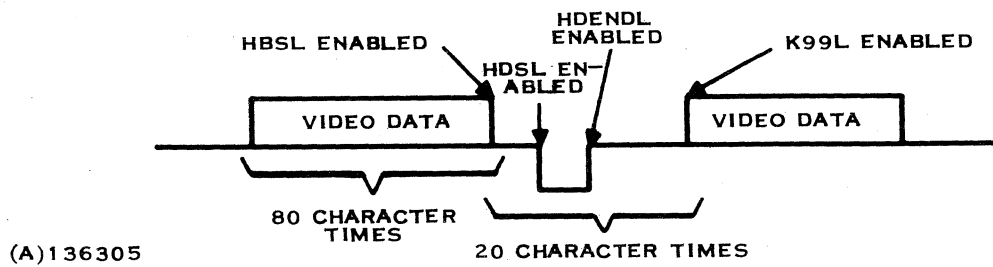 HBSL ENABLED
HDSL EN-
ABLED
HDENDL
ENABLED
K99L ENABLED
VIDEO DATA
VIDEO DATA
80 CHARACTER
TIMES
20 CHARACTER TIMES
(A)136305